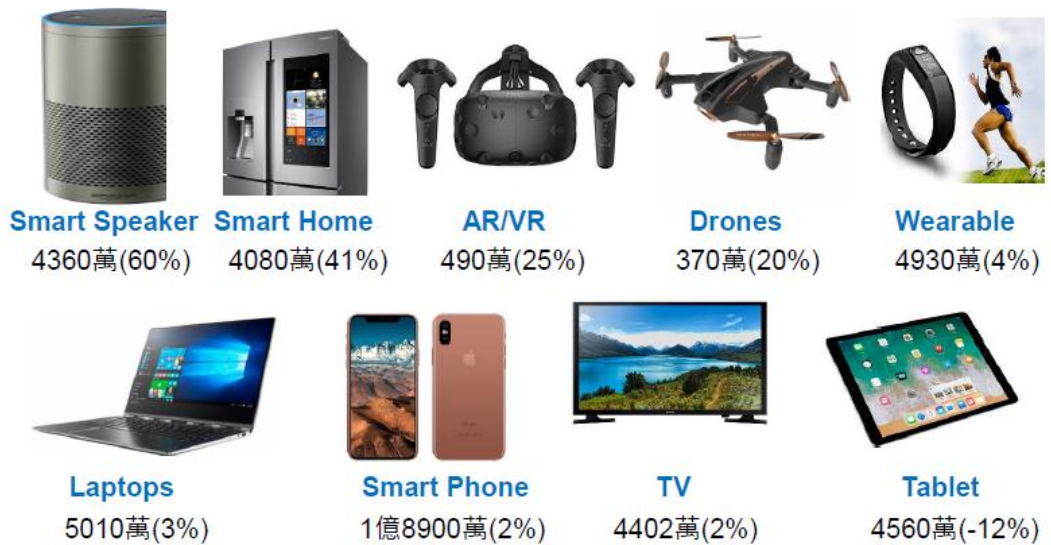 Smart Speaker
4360萬(60%)
Smart Home
4080萬(41%)
AR/VR
490萬(25%)
Drones
370萬(20%)
Wearable
4930萬(4%)
Laptops
5010萬(3%)
Smart Phone
1億8900萬(2%)
TV
4402萬(2%)
Tablet
4560萬(-12%)